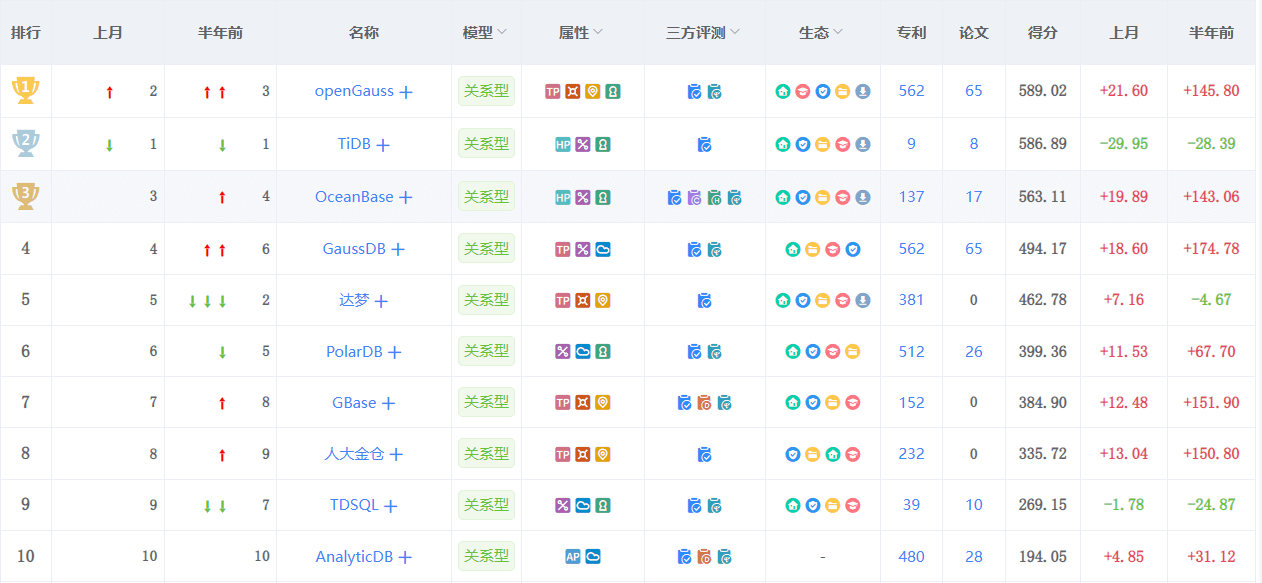 排行 上月 半年前 名称 模型 属性 三方评测 生态 专利 论文 得分 上月 半年前
1 ↑ 2 ↑↑ 3 openGauss + 关系型 TP 562 65 589.02 +21.60 +145.80
2 ↓ 1 ↓ 1 TiDB + 关系型 HP 9 8 586.89 -29.95 -28.39
3 3 ↑ 4 OceanBase + 关系型 HP 137 17 563.11 +19.89 +143.06
4 4 ↑↑ 6 GaussDB + 关系型 TP 562 65 494.17 +18.60 +174.78
5 5 ↓↓↓ 2 达梦 + 关系型 TP 381 0 462.78 +7.16 -4.67
6 6 ↓ 5 PolarDB + 关系型 512 26 399.36 +11.53 +67.70
7 7 ↑ 8 GBase + 关系型 TP 152 0 384.90 +12.48 +151.90
8 8 ↑ 9 人大金仓 + 关系型 TP 232 0 335.72 +13.04 +150.80
9 9 ↓↓ 7 TDSQL + 关系型 39 10 269.15 -1.78 -24.87
10 10 10 AnalyticDB + 关系型 AP - 480 28 194.05 +4.85 +31.12